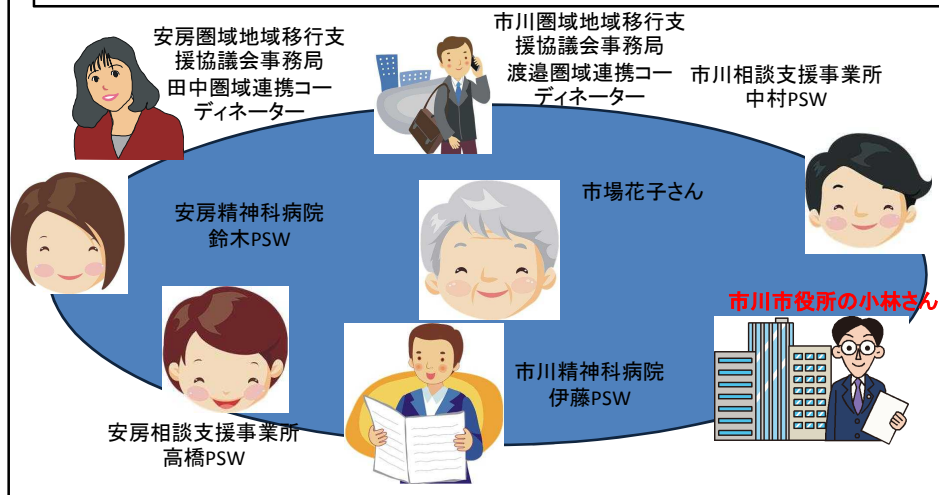 安房圏域地域移行支
援協議会事務局
田中圏域連携コー
ディネーター
市川圏域地域移行支
援協議会事務局
渡邉圏域連携コー
ディネーター
市川相談支援事業所
中村PSW
安房精神科病院
鈴木PSW
市場花子さん
市川市役所の小林さん
市川精神科病院
伊藤PSW
安房相談支援事業所
高橋PSW